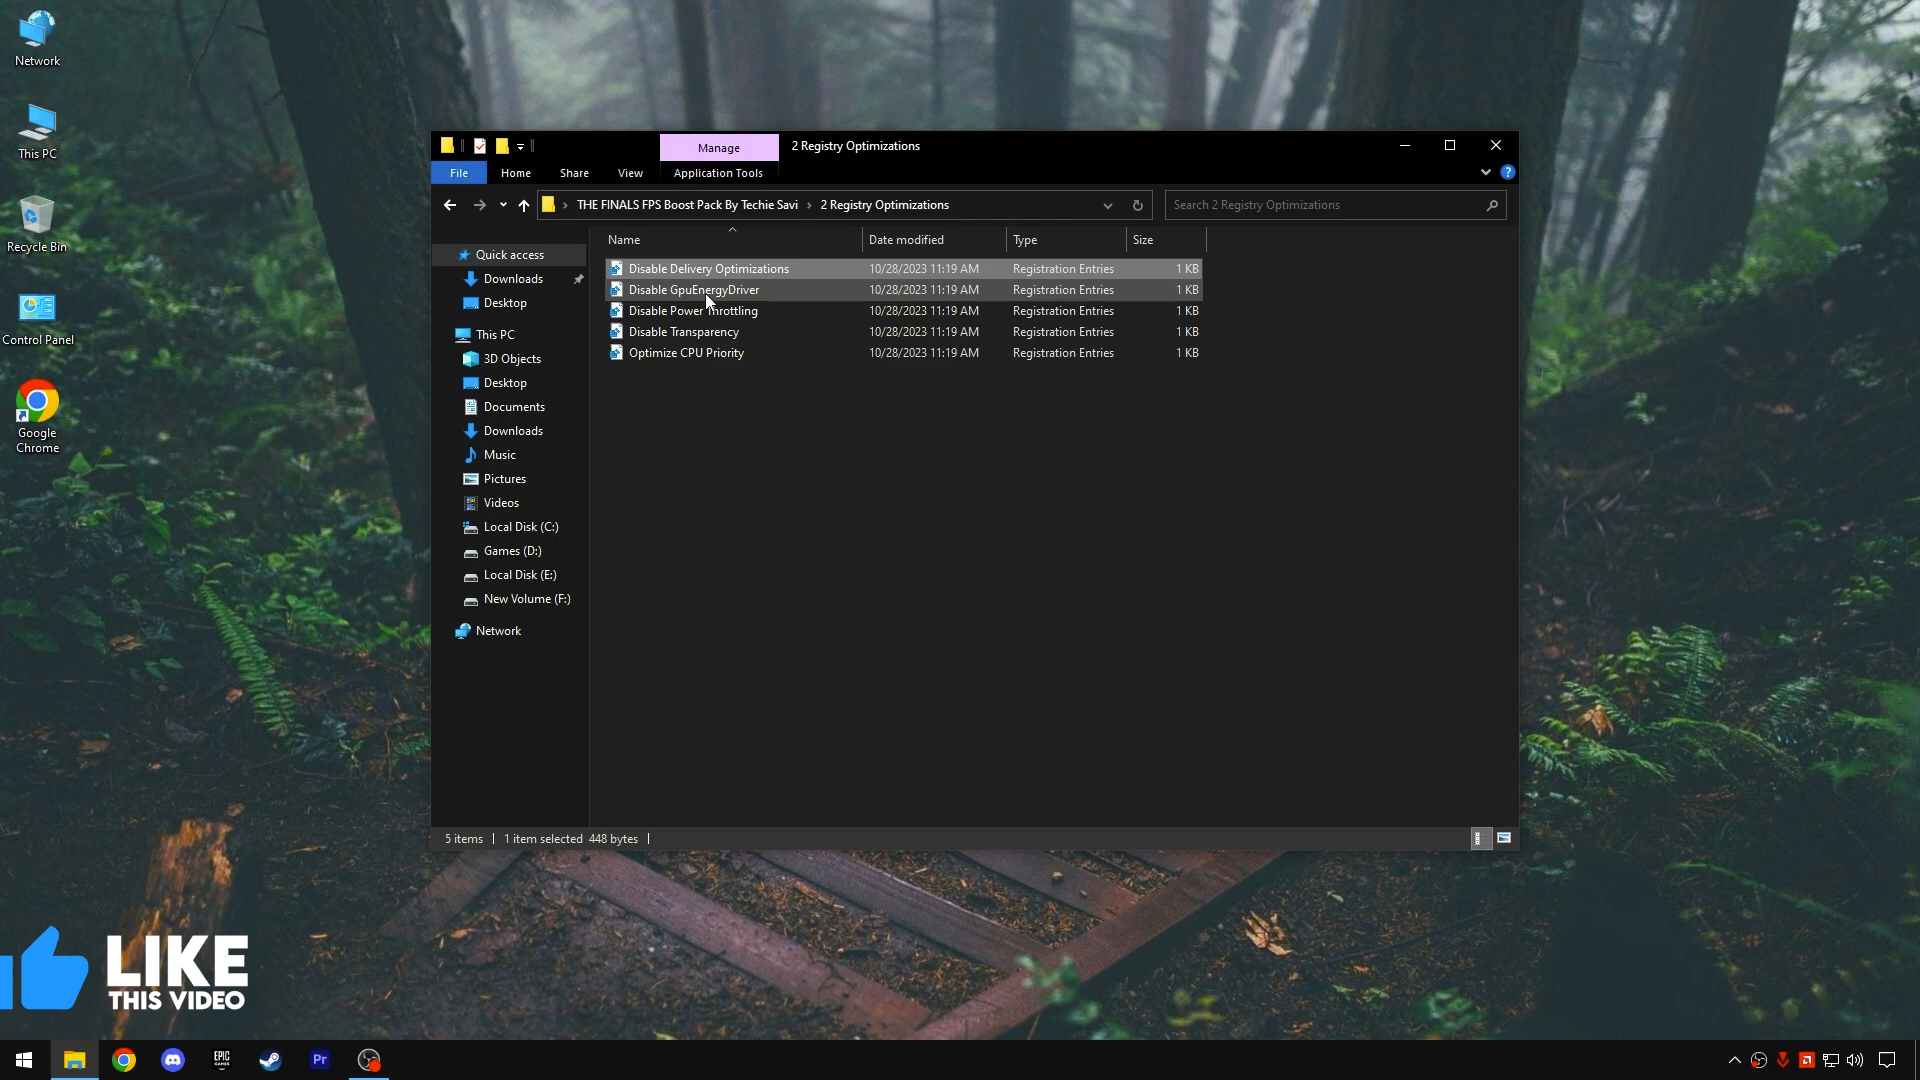 Network
This PC
Recycle Bin
Control Panel
Google
Chrome
Manage
2 Registry Optimizations
File
Home
Share
View
Application Tools
THE FINALS FPS Boost Pack By Techie Savi
2 Registry Optimizations
Search 2 Registry Optimizations
Name
Date modified
Type
Size
Disable Delivery Optimizations 10/28/2023 11:19 AM Registration Entries 1 KB
Disable GpuEnergyDriver 10/28/2023 11:19 AM Registration Entries 1 KB
Disable Power Throttling 10/28/2023 11:19 AM Registration Entries 1 KB
Disable Transparency 10/28/2023 11:19 AM Registration Entries 1 KB
Optimize CPU Priority 10/28/2023 11:19 AM Registration Entries 1 KB
Quick access
Downloads
Desktop
This PC
3D Objects
Desktop
Documents
Downloads
Music
Pictures
Videos
Local Disk (C:)
Games (D:)
Local Disk (E:)
New Volume (F:)
Network
5 items
1 item selected 448 bytes
LIKE
THIS VIDEO
EPIC
GAMES
Pr